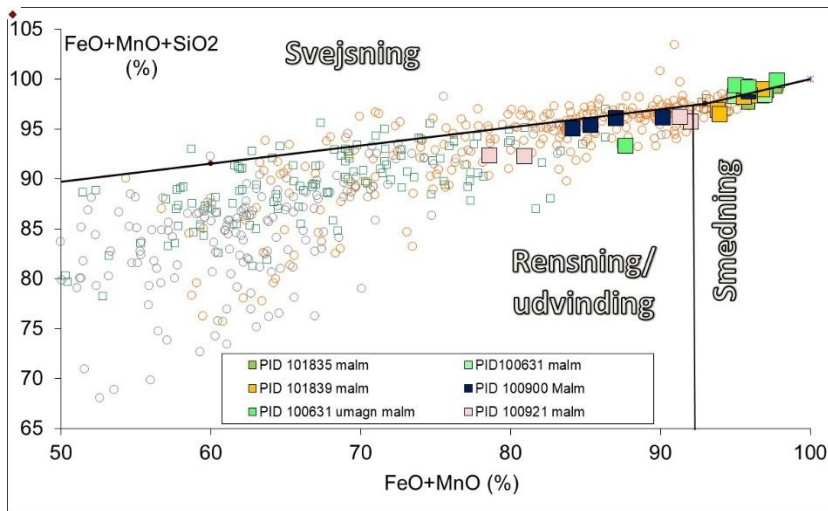 105
100
95
90
85
80
75
70
65
FeO+MnO+SiO2
(%)
Svejsning
Rensning/
udvinding
Smedning
PID 101835 malm
PID100631 malm
PID 101839 malm
PID 100900 Malm
PID 100631 umagn malm
PID 100921 malm
50
60
70
80
90
100
FeO+MnO (%)